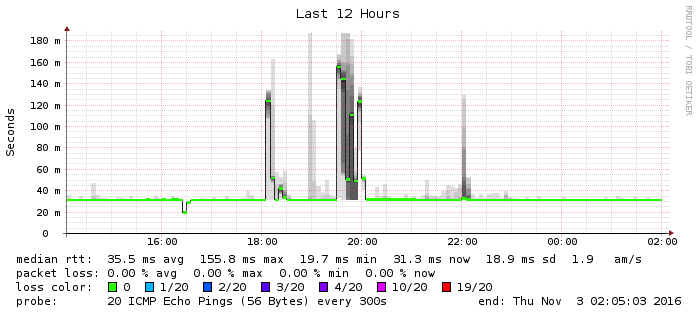 Last 12 Hours
RRDTOOL / TOBI OETIKER
Seconds
180 m
160 m
140 m
120 m
100 m
80 m
60 m
40 m
20 m
0
16:00 18:00 20:00 22:00 00:00 02:00
median rtt: 35.5 ms avg 155.8 ms max 19.7 ms min 31.3 ms now 18.9 ms sd 1.9 am/s
packet loss: 0.00 % avg 0.00 % max 0.00 % min 0.00 % now
loss color: 0 1/20 2/20 3/20 4/20 10/20 19/20
probe: 20 ICMP Echo Pings (56 Bytes) every 300s end: Thu Nov 3 02:05:03 2016